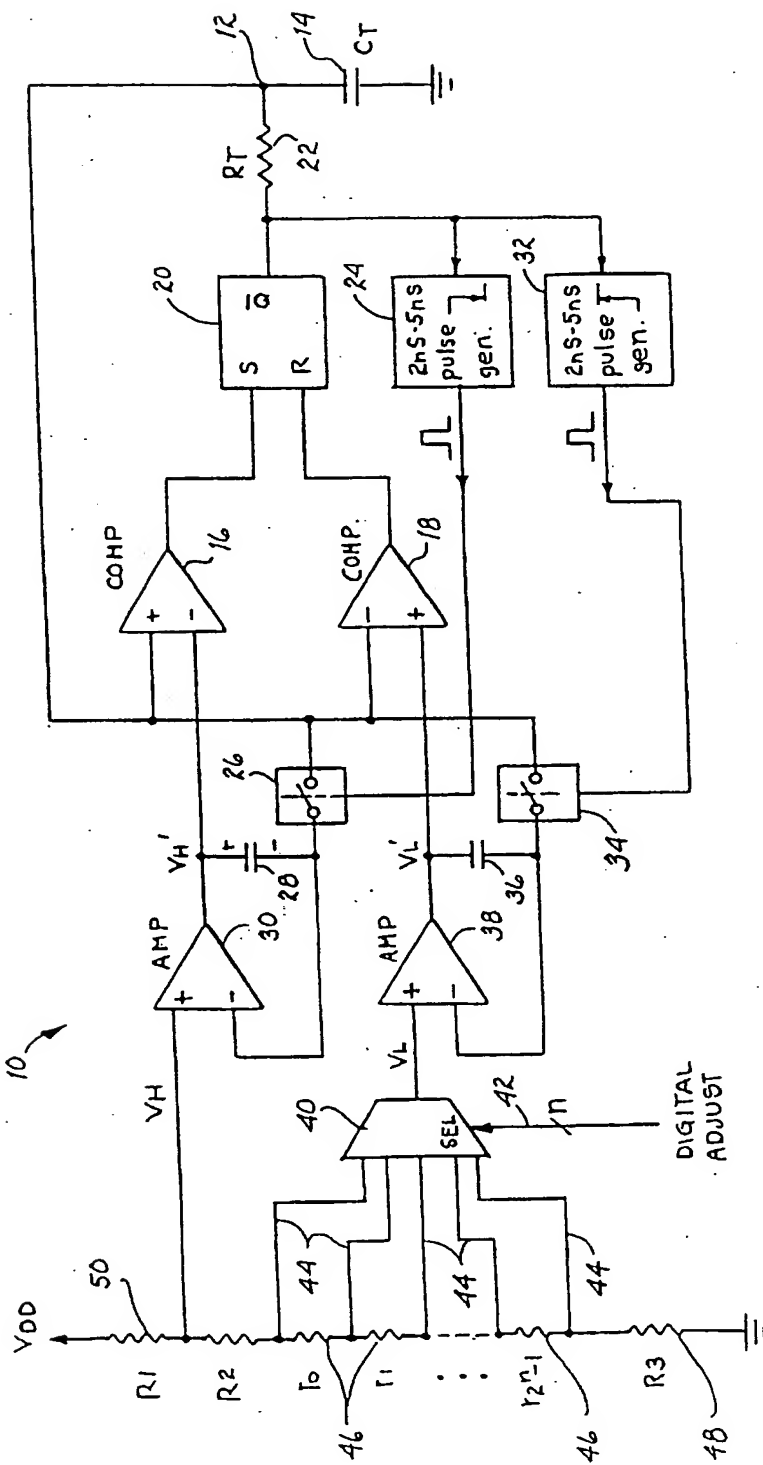 10
VDD
50
R1
R2
r0
r1
r2ⁿ-1
R3
46
46
48
44
44
44
VH
AMP
+
-
30
VH'
+
-
28
26
COMP
+
-
16
40
SEL
42
n
DIGITAL
ADJUST
VL
AMP
+
-
38
VL'
36
34
COMP.
-
+
18
20
S
R
Q̅
RT
22
12
14
CT
24
2nS-5nS
pulse
gen.
32
2nS-5nS
pulse
gen.